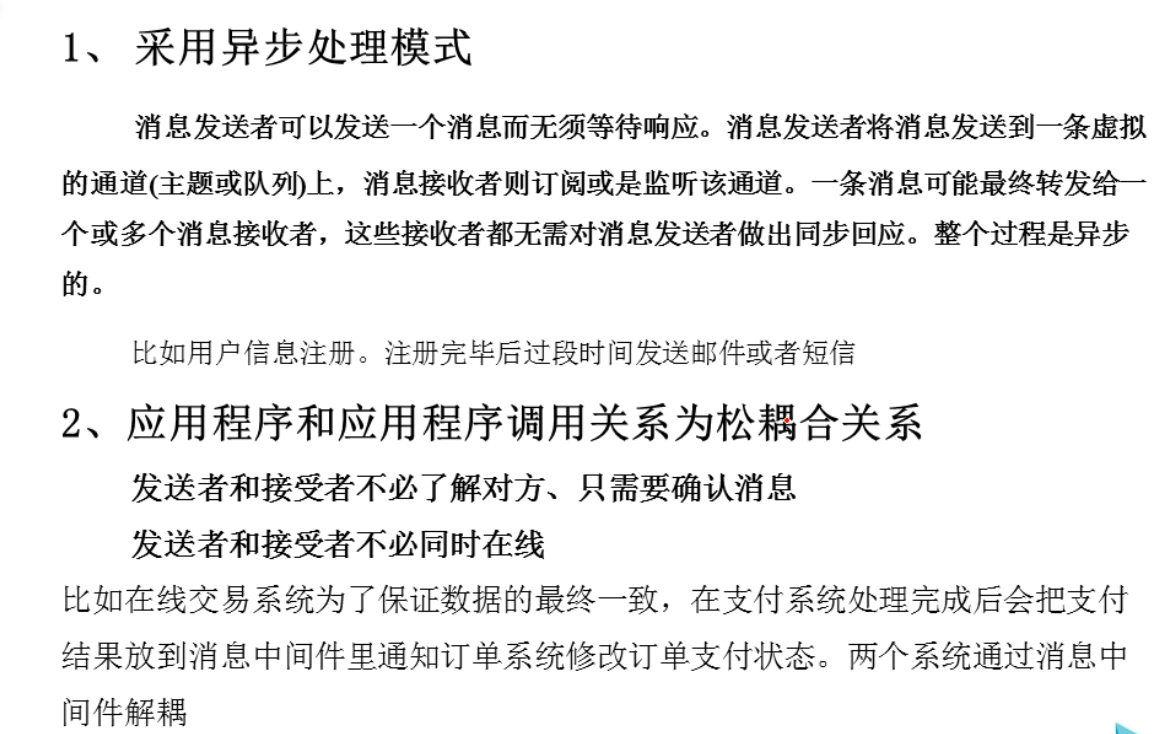 1、 采用异步处理模式
消息发送者可以发送一个消息而无须等待响应。消息发送者将消息发送到一条虚拟
的通道(主题或队列)上，消息接收者则订阅或是监听该通道。一条消息可能最终转发给一
个或多个消息接收者，这些接收者都无需对消息发送者做出同步回应。整个过程是异步
的。
比如用户信息注册。注册完毕后过段时间发送邮件或者短信
2、应用程序和应用程序调用关系为松耦合关系
发送者和接受者不必了解对方、只需要确认消息
发送者和接受者不必同时在线
比如在线交易系统为了保证数据的最终一致，在支付系统处理完成后会把支付
结果放到消息中间件里通知订单系统修改订单支付状态。两个系统通过消息中
间件解耦